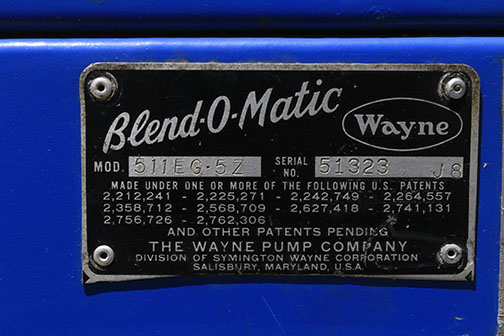 Blend-O-Matic
Wayne
MOD. 511EG-5Z SERIAL NO. 51323 J8
MADE UNDER ONE OR MORE OF THE FOLLOWING U.S. PATENTS
2,212,241 - 2,225,271 - 2,242,749 - 2,264,557
2,358,712 - 2,568,709 - 2,627,418 - 2,741,131
2,756,726 - 2,762,306
AND OTHER PATENTS PENDING
THE WAYNE PUMP COMPANY
DIVISION OF SYMINGTON WAYNE CORPORATION
SALISBURY, MARYLAND, U.S.A.